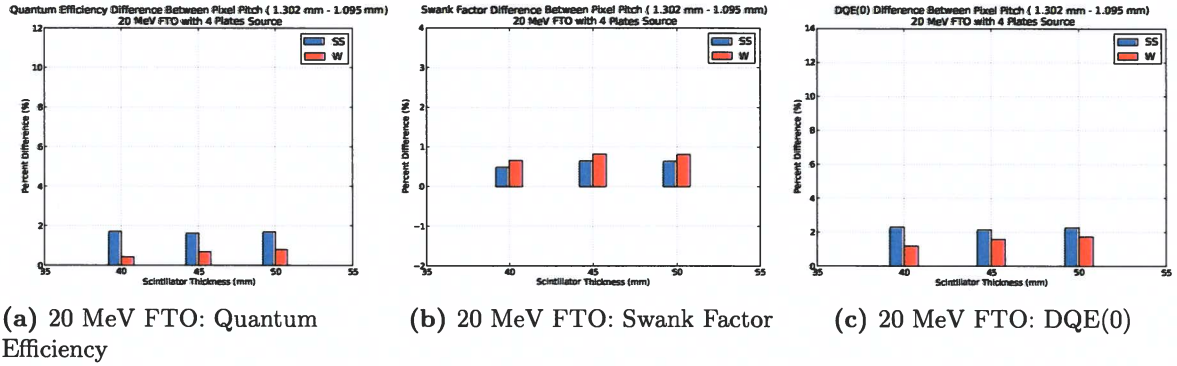 Quantum Efficiency Difference Between Pixel Pitch ( 1.302 mm - 1.095 mm)
20 MeV FTO with 4 Plates Source
12
10
8
6
4
2
0
35
40
45
50
55
Percent Difference (%)
Scintillator Thickness (mm)
SS
W
(a) 20 MeV FTO: Quantum
Efficiency
Swank Factor Difference Between Pixel Pitch ( 1.302 mm - 1.095 mm)
20 MeV FTO with 4 Plates Source
4
3
2
1
0
−1
−2
35
40
45
50
55
Percent Difference (%)
Scintillator Thickness (mm)
SS
W
(b) 20 MeV FTO: Swank Factor
DQE(0) Difference Between Pixel Pitch ( 1.302 mm - 1.095 mm)
20 MeV FTO with 4 Plates Source
14
12
10
8
6
4
2
0
35
40
45
50
55
Percent Difference (%)
Scintillator Thickness (mm)
SS
W
(c) 20 MeV FTO: DQE(0)